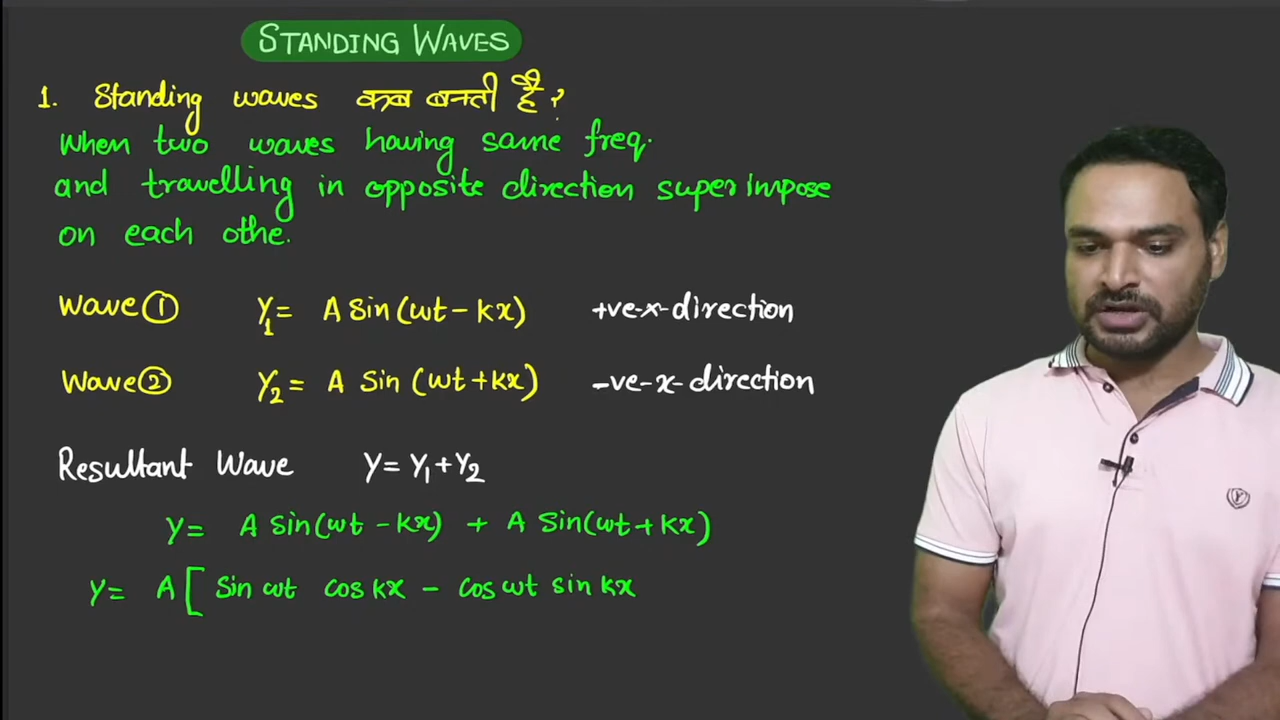 STANDING WAVES
1. Standing waves कब बनती है?
When two waves having same freq.
and travelling in opposite direction superimpose
on each othe.
Wave ① Y₁= A Sin(ωt - kx) +ve-x-direction
Wave ② Y₂= A Sin (ωt + kx) -ve-x-direction
Resultant Wave Y= Y₁+Y₂
Y= A Sin(ωt - kx) + A Sin(ωt + kx)
Y= A[ Sin ωt cos kx - cos ωt sin kx